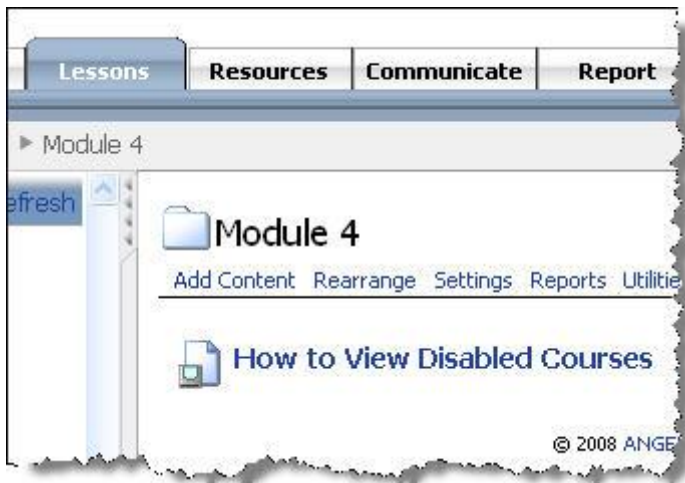 Lessons Resources Communicate Report
Module 4
efresh
Module 4
Add Content Rearrange Settings Reports Utilitie
How to View Disabled Courses
© 2008 ANGE